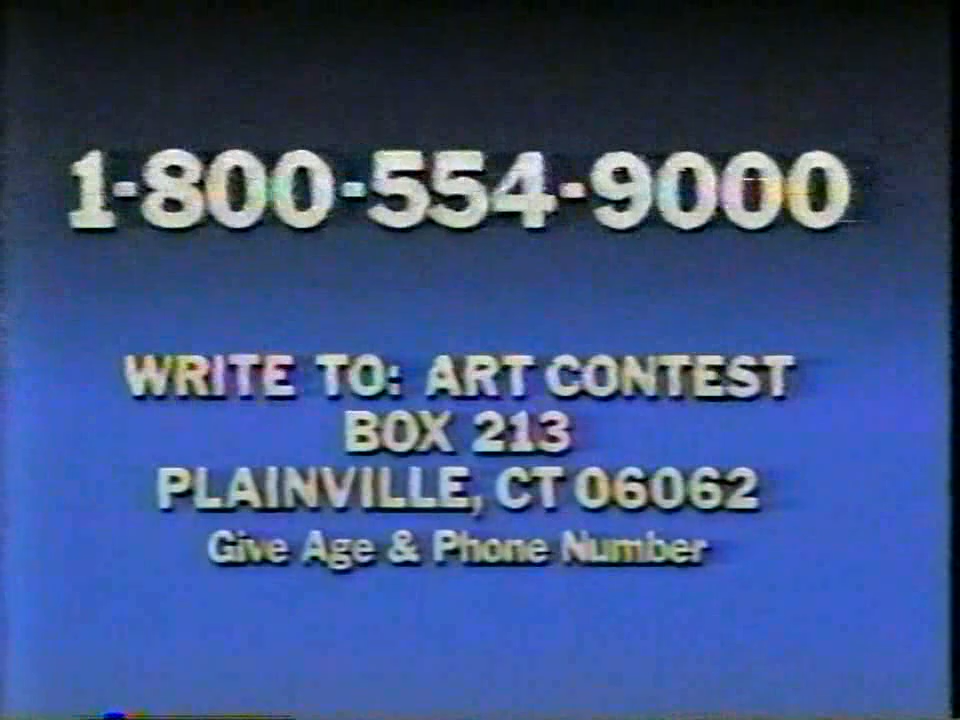 1-800-554-9000
WRITE TO: ART CONTEST
BOX 213
PLAINVILLE, CT 06062
Give Age & Phone Number